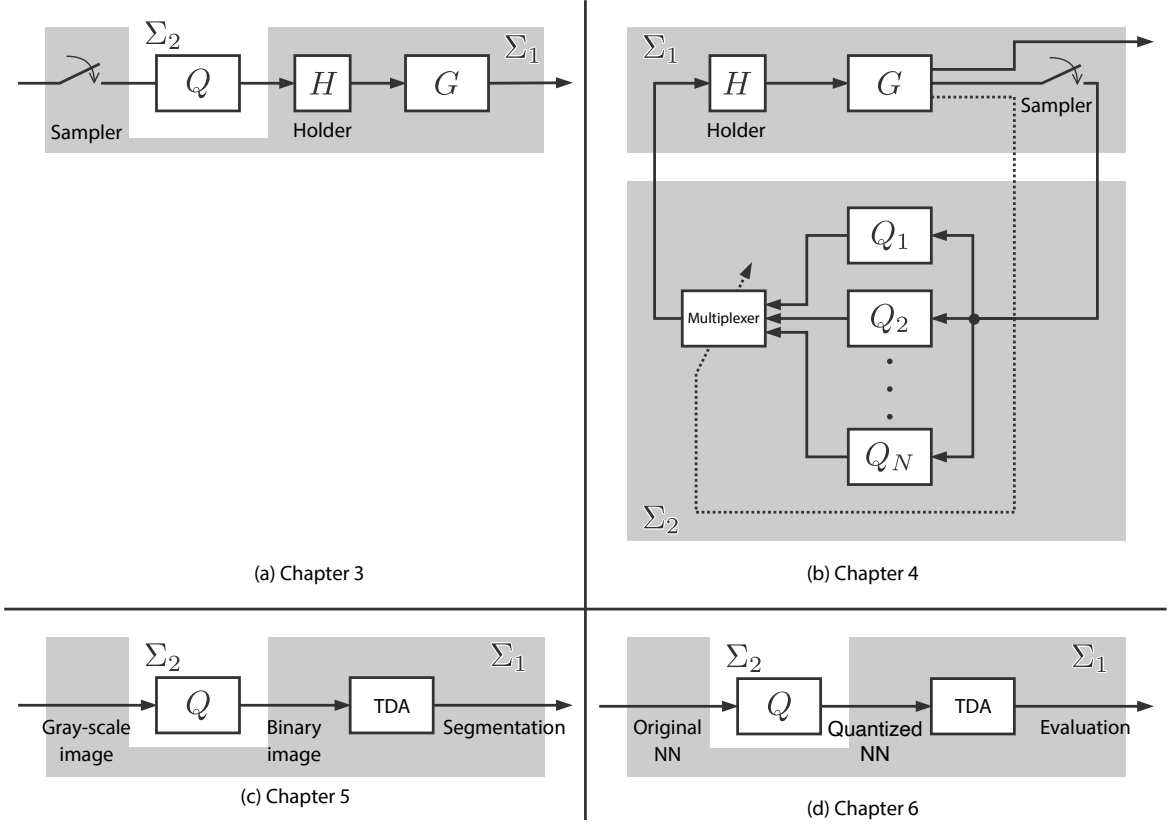 Σ₂
Σ₁
Q
H
G
Sampler
Holder
(a) Chapter 3
Σ₁
H
G
Holder
Sampler
Q₁
Multiplexer
Q₂
Q_N
Σ₂
(b) Chapter 4
Σ₂
Σ₁
Q
TDA
Gray-scale
image
Binary
image
Segmentation
(c) Chapter 5
Σ₂
Σ₁
Q
TDA
Original
NN
Quantized
NN
Evaluation
(d) Chapter 6